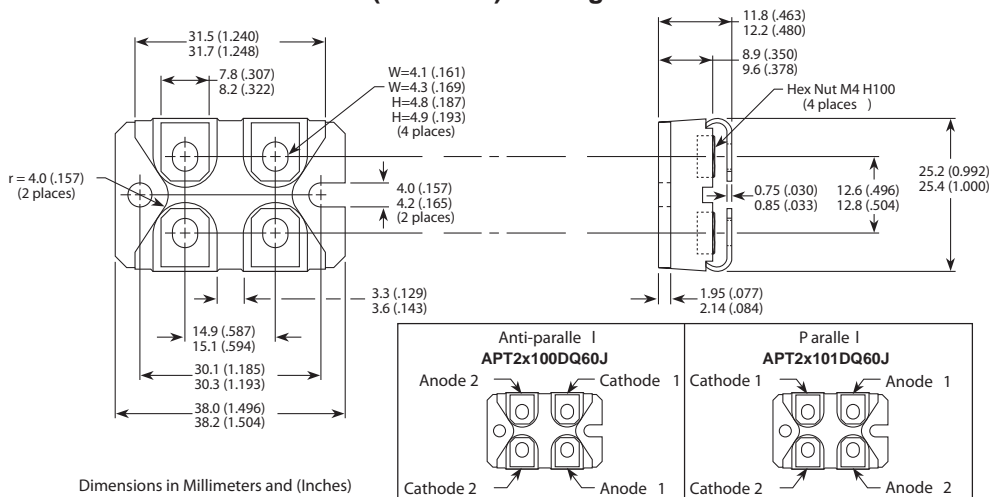 31.5 (1.240)
31.7 (1.248)
7.8 (.307)
8.2 (.322)
W=4.1 (.161)
W=4.3 (.169)
H=4.8 (.187)
H=4.9 (.193)
(4 places)
11.8 (.463)
12.2 (.480)
8.9 (.350)
9.6 (.378)
Hex Nut M4 H100
(4 places )
r = 4.0 (.157)
(2 places)
4.0 (.157)
4.2 (.165)
(2 places)
0.75 (.030)
0.85 (.033)
12.6 (.496)
12.8 (.504)
25.2 (0.992)
25.4 (1.000)
3.3 (.129)
3.6 (.143)
1.95 (.077)
2.14 (.084)
14.9 (.587)
15.1 (.594)
30.1 (1.185)
30.3 (1.193)
38.0 (1.496)
38.2 (1.504)
Dimensions in Millimeters and (Inches)
Anti-paralle l
APT2x100DQ60J
Anode 2
Cathode 1
Cathode 2
Anode 1
P aralle l
APT2x101DQ60J
Cathode 1
Anode 1
Cathode 2
Anode 2